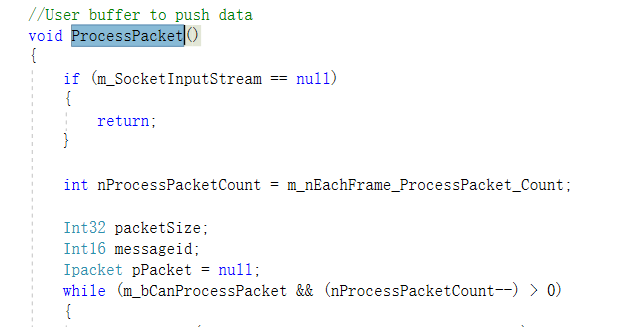 //User buffer to push data
void ProcessPacket()
{
if (m_SocketInputStream == null)
{
return;
}
int nProcessPacketCount = m_nEachFrame_ProcessPacket_Count;
Int32 packetSize;
Int16 messageid;
Ipacket pPacket = null;
while (m_bCanProcessPacket && (nProcessPacketCount--) > 0)
{